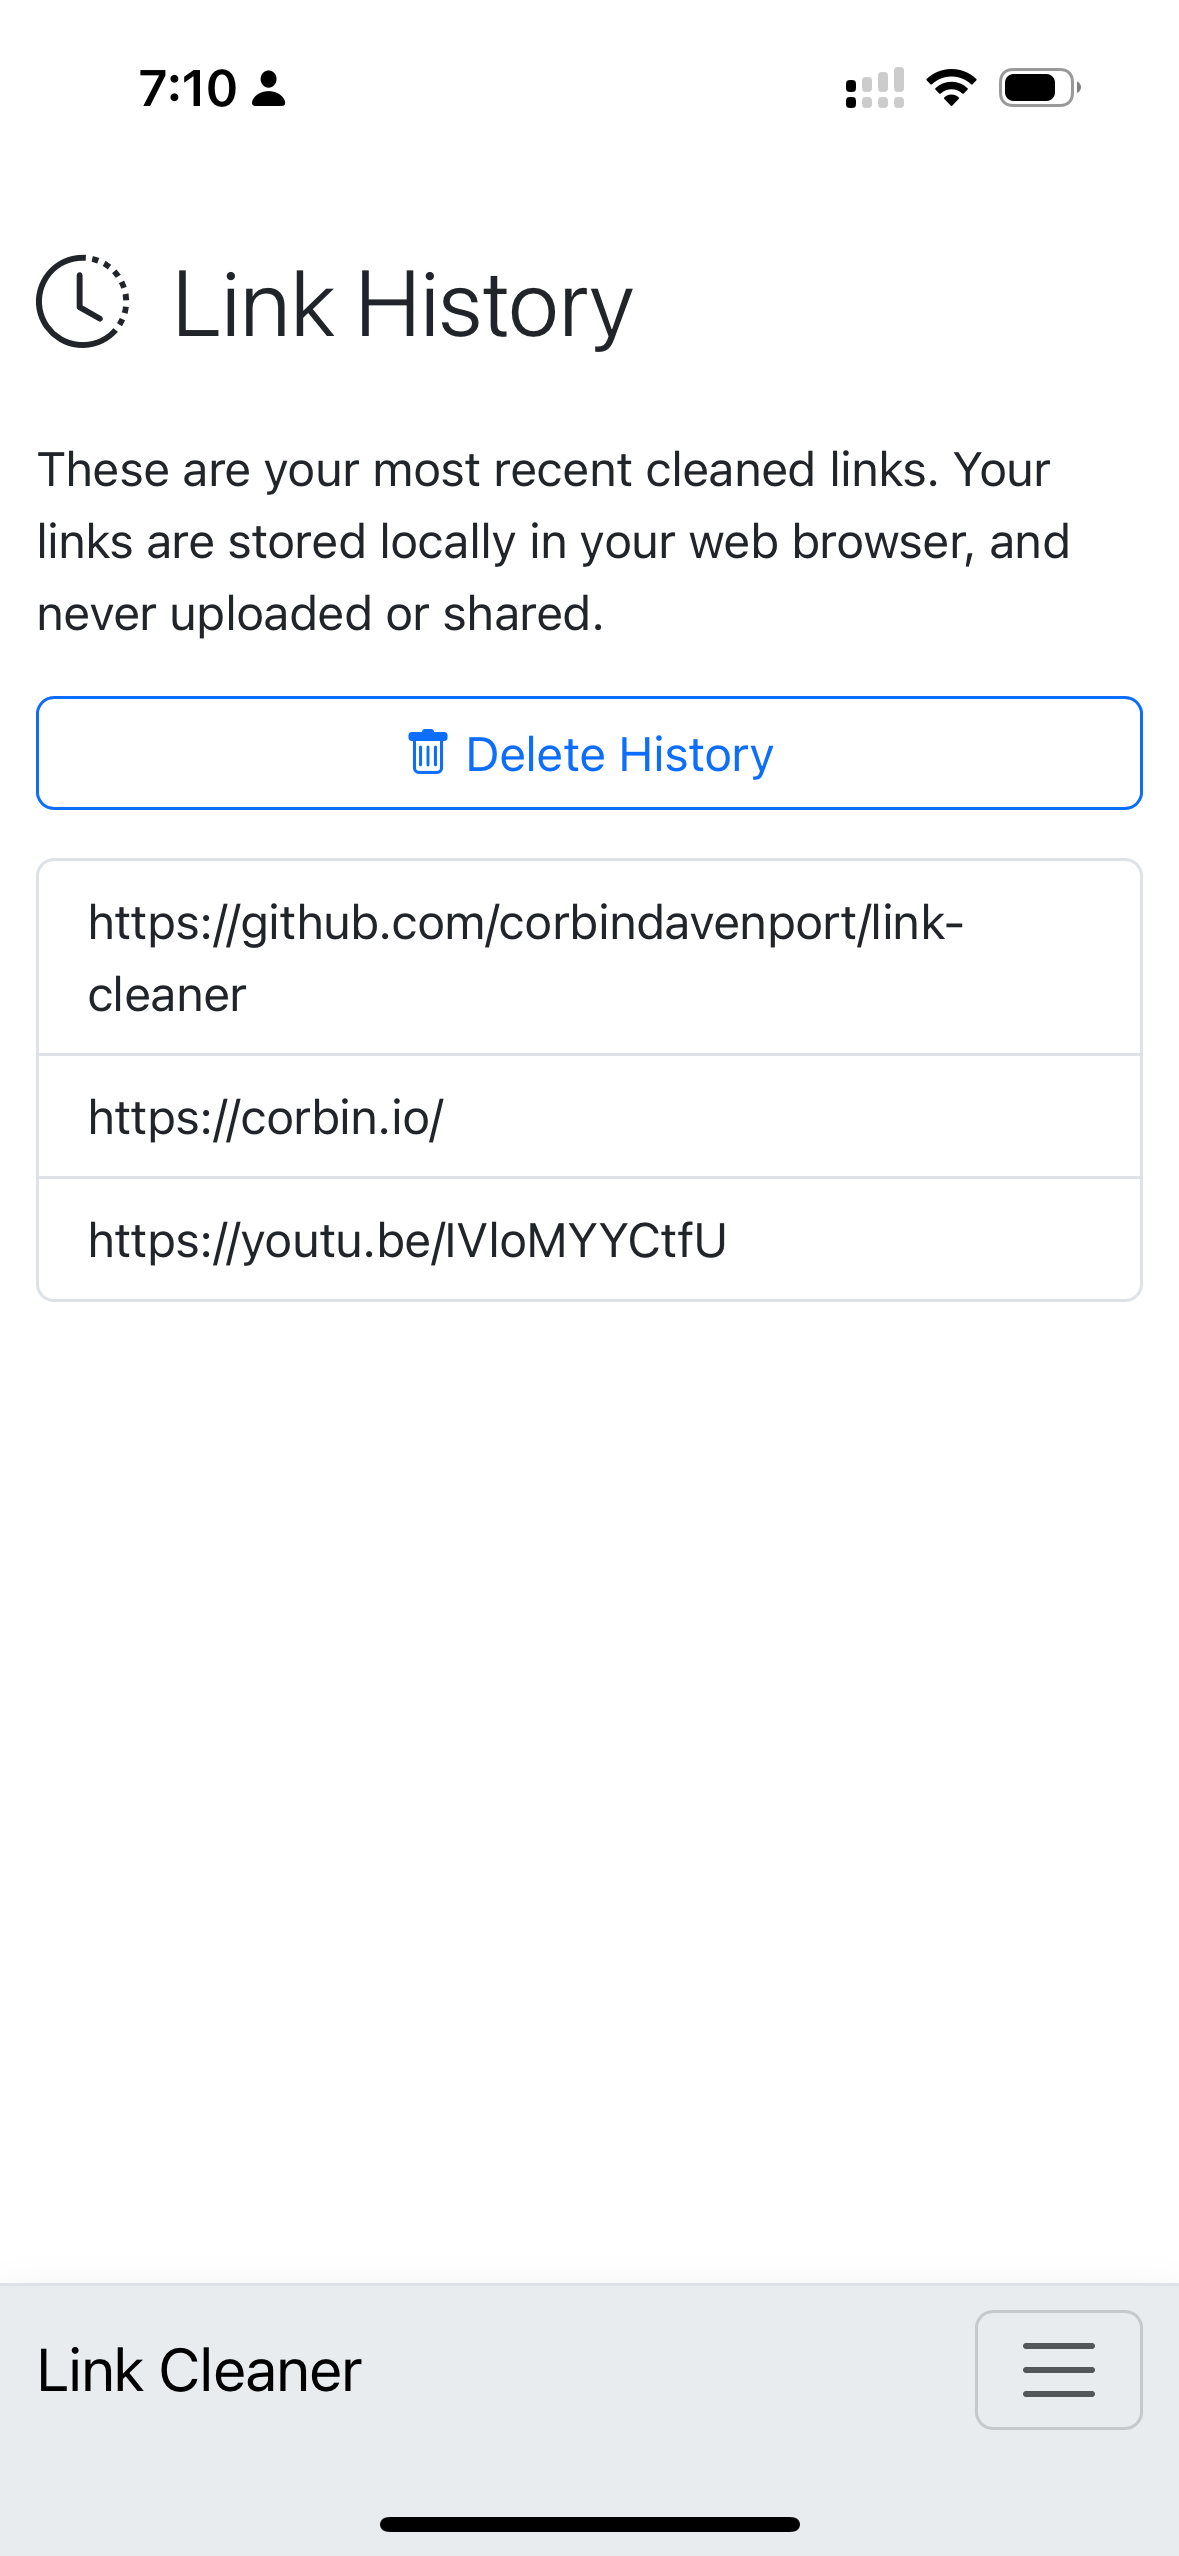 7:10
Link History
These are your most recent cleaned links. Your
links are stored locally in your web browser, and
never uploaded or shared.
Delete History
https://github.com/corbindavenport/link-
cleaner
https://corbin.io/
https://youtu.be/IVloMYYCtfU
Link Cleaner